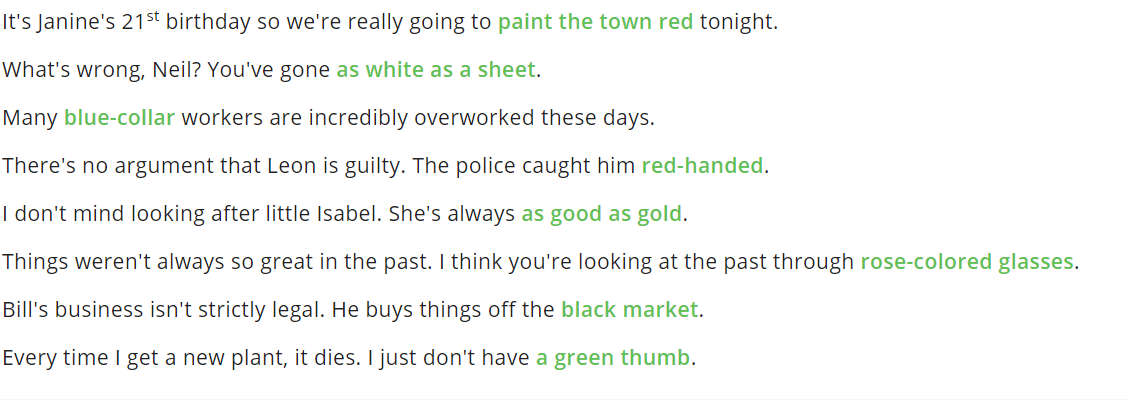 It's Janine's 21st birthday so we're really going to paint the town red tonight.
What's wrong, Neil? You've gone as white as a sheet.
Many blue-collar workers are incredibly overworked these days.
There's no argument that Leon is guilty. The police caught him red-handed.
I don't mind looking after little Isabel. She's always as good as gold.
Things weren't always so great in the past. I think you're looking at the past through rose-colored glasses.
Bill's business isn't strictly legal. He buys things off the black market.
Every time I get a new plant, it dies. I just don't have a green thumb.